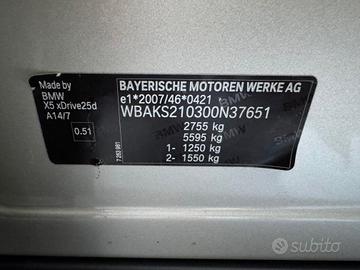 Made by
BMW
X5 xDrive25d
A14/7
0.51
BAYERISCHE MOTOREN WERKE AG
e1*2007/46*0421
WBAKS210300N37651
2755 kg
5595 kg
1- 1250 kg
2- 1550 kg
subito